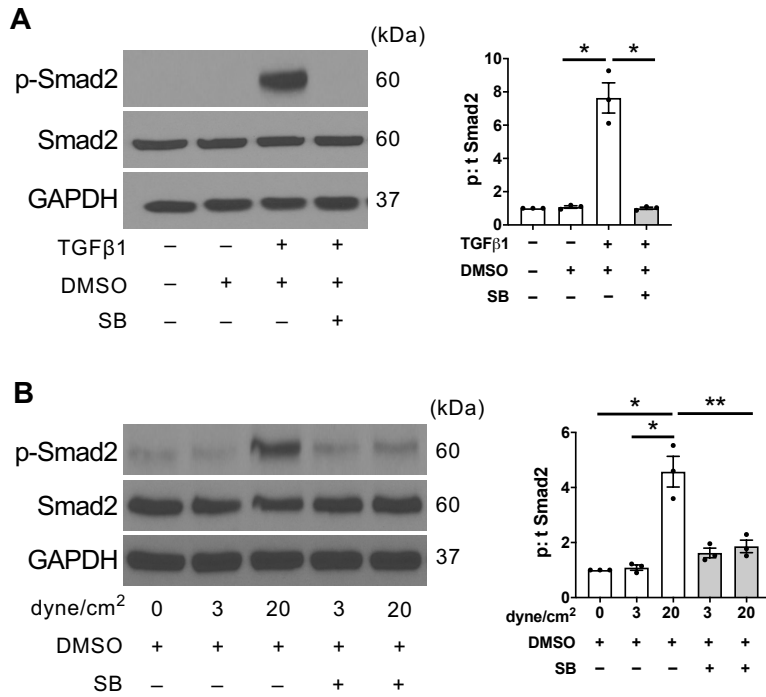 A
(kDa)
p-Smad2 60
Smad2 60
GAPDH 37
TGFβ1 – – + +
DMSO – + + +
SB – – – +
p: t Smad2
10
8
6
4
2
0
* *
TGFβ1 – – + +
DMSO – + + +
SB – – – +
B
(kDa)
p-Smad2 60
Smad2 60
GAPDH 37
dyne/cm² 0 3 20 3 20
DMSO + + + + +
SB – – – + +
p: t Smad2
6
4
2
0
* **
*
dyne/cm² 0 3 20 3 20
DMSO + + + + +
SB – – – + +